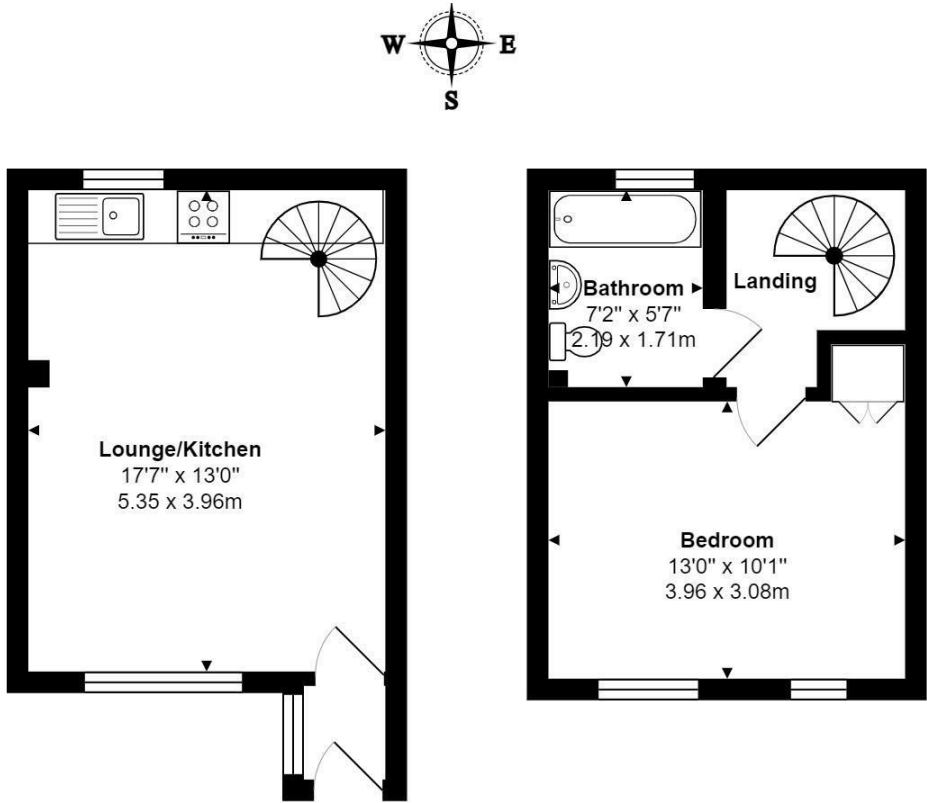 W E
S
Lounge/Kitchen
17'7" x 13'0"
5.35 x 3.96m
Bathroom
7'2" x 5'7"
2.19 x 1.71m
Landing
Bedroom
13'0" x 10'1"
3.96 x 3.08m